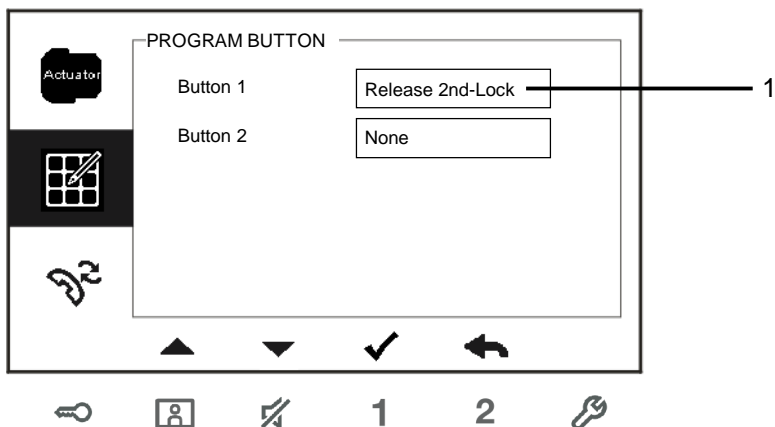 PROGRAM BUTTON
Actuator
Button 1
Release 2nd-Lock
1
Button 2
None
1
2